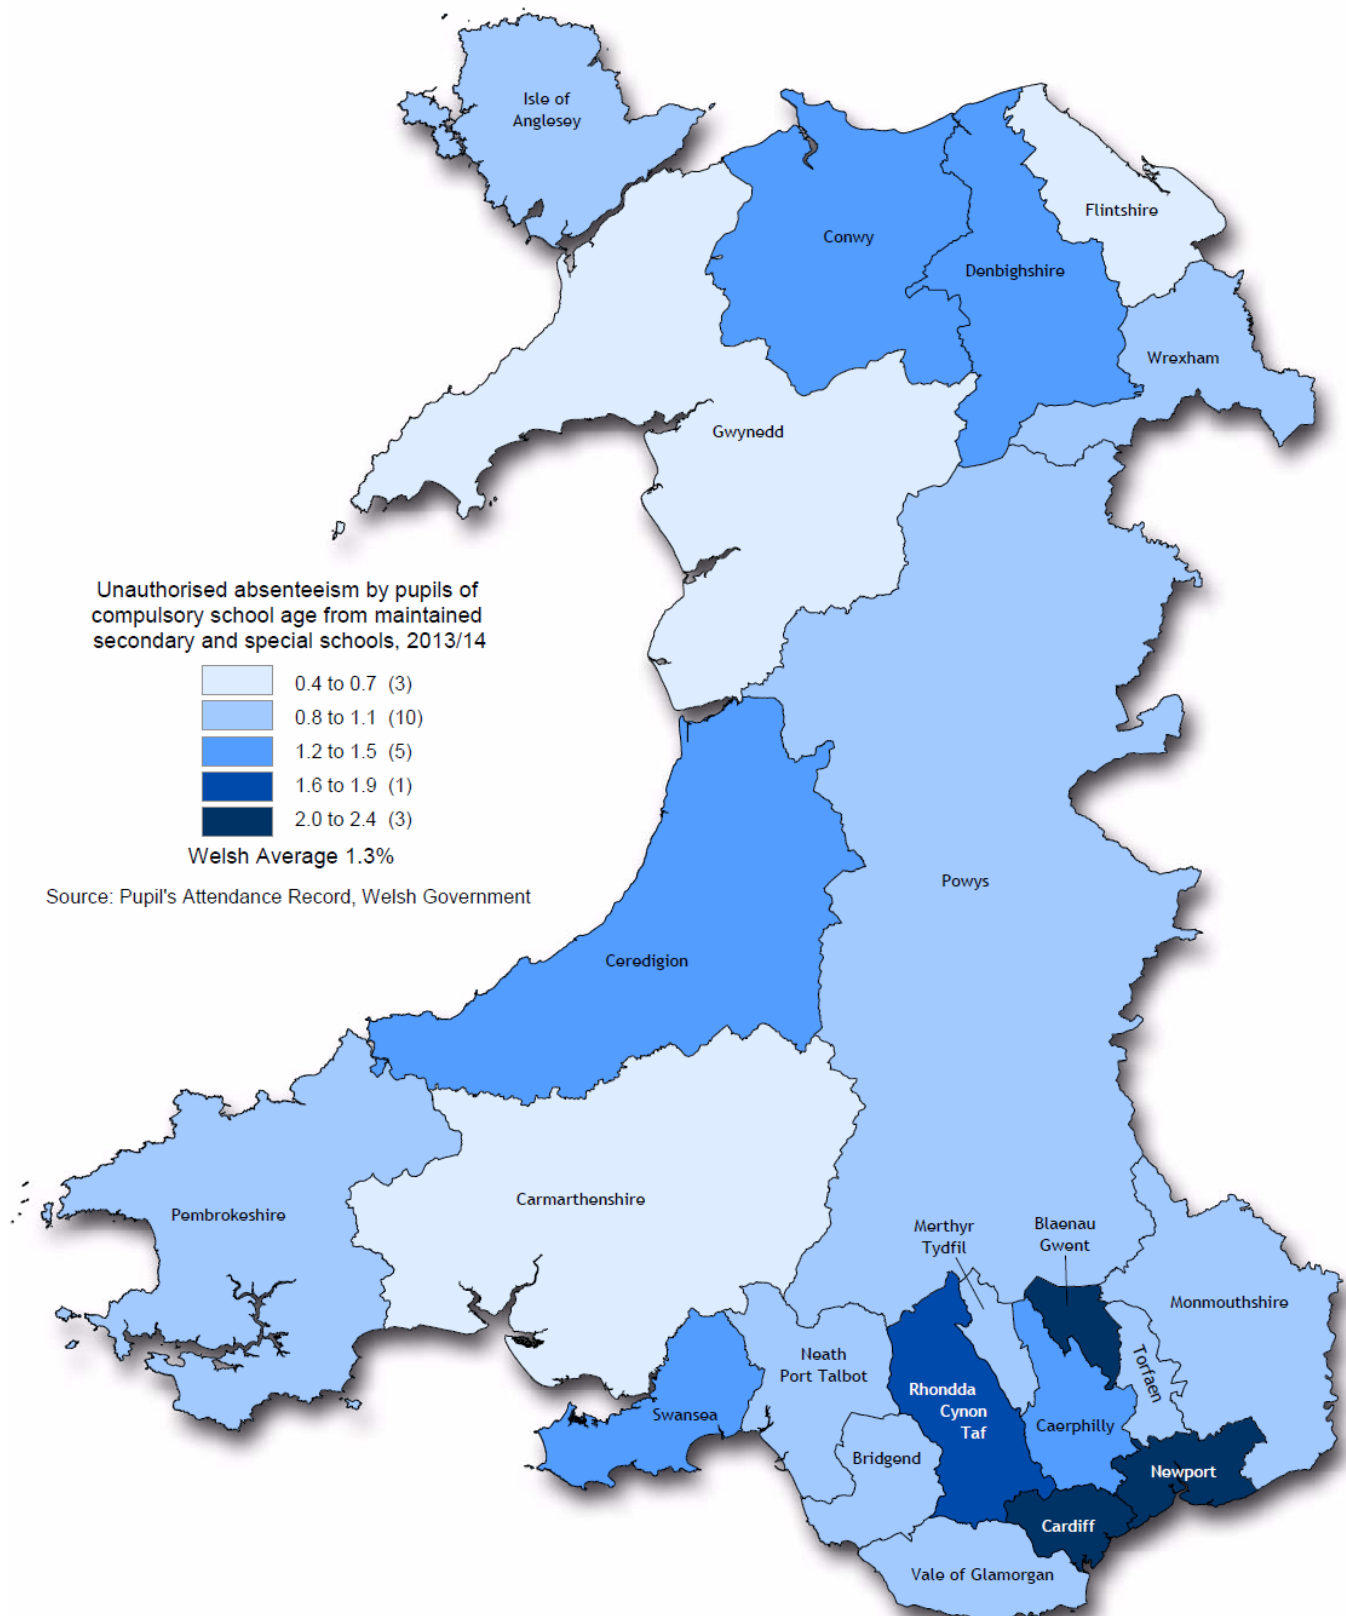 Isle of
Anglesey
Flintshire
Conwy
Denbighshire
Wrexham
Gwynedd
Unauthorised absenteeism by pupils of
compulsory school age from maintained
secondary and special schools, 2013/14
0.4 to 0.7 (3)
0.8 to 1.1 (10)
1.2 to 1.5 (5)
1.6 to 1.9 (1)
2.0 to 2.4 (3)
Welsh Average 1.3%
Source: Pupil's Attendance Record, Welsh Government
Powys
Ceredigion
Carmarthenshire
Pembrokeshire
Merthyr
Tydfil
Blaenau
Gwent
Monmouthshire
Neath
Port Talbot
Torfaen
Rhondda
Cynon
Taf
Swansea
Caerphilly
Bridgend
Newport
Cardiff
Vale of Glamorgan